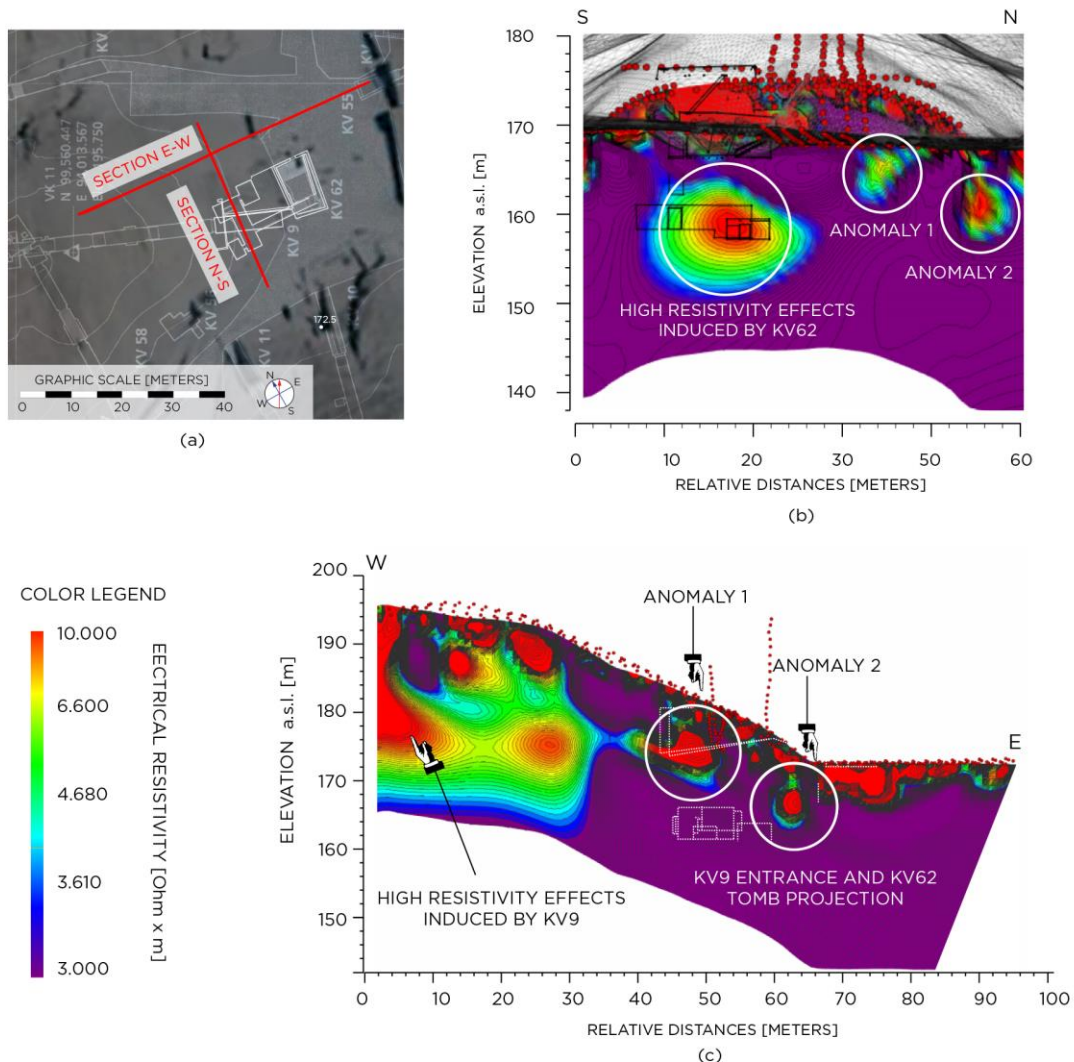 KV
KV
KV 55
VK 11
N 99,560.447
E 94,013.567
SECTION E-W
SECTION N-S
KV 62
KV 9
KV 58
KV 11
172.5
GRAPHIC SCALE [METERS]
0 10 20 30 40
N
E
W
S
(a)
S N
180
170
160
150
140
ELEVATION a.s.l. [m]
ANOMALY 1
ANOMALY 2
HIGH RESISTIVITY EFFECTS
INDUCED BY KV62
0 10 20 30 40 50 60
RELATIVE DISTANCES [METERS]
(b)
COLOR LEGEND
10.000
6.600
4.680
3.610
3.000
EECTRICAL RESISTIVITY [Ohm x m]
W
200
190
180
170
160
150
ELEVATION a.s.l. [m]
ANOMALY 1
ANOMALY 2
E
HIGH RESISTIVITY EFFECTS
INDUCED BY KV9
KV9 ENTRANCE AND KV62
TOMB PROJECTION
0 10 20 30 40 50 60 70 80 90 100
RELATIVE DISTANCES [METERS]
(c)